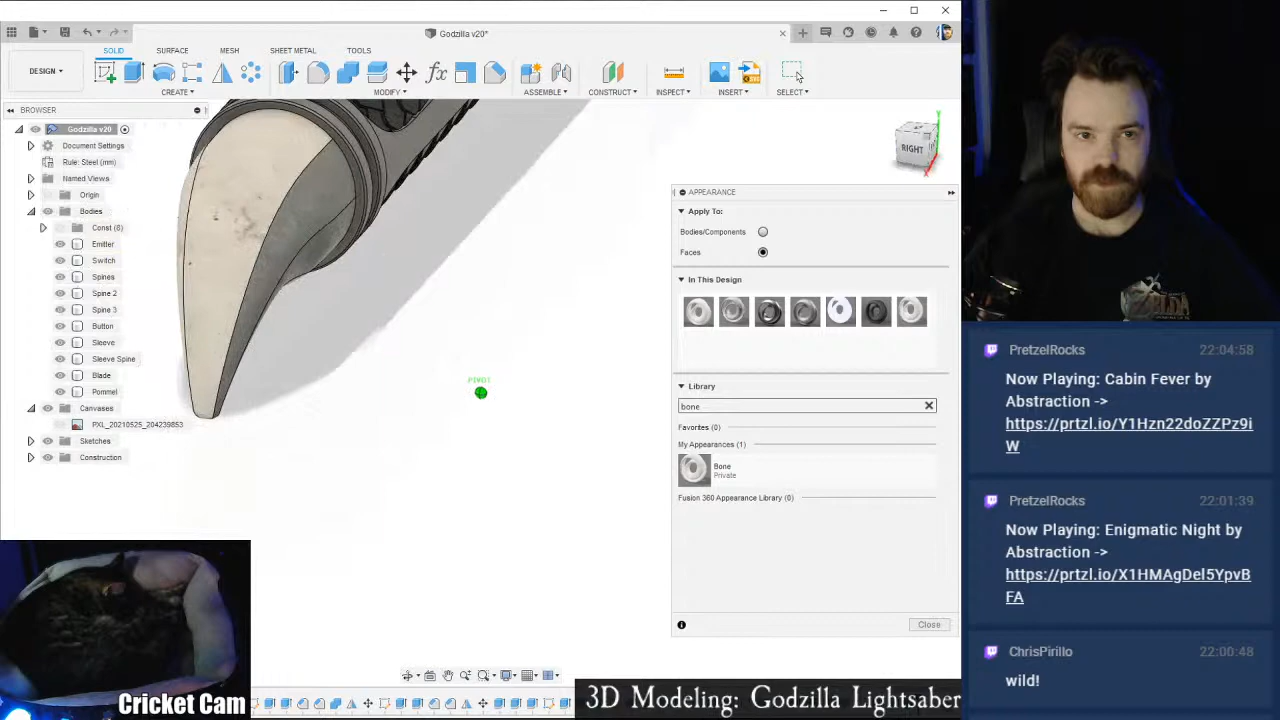 Godzilla v20*
SOLID SURFACE MESH SHEET METAL TOOLS
DESIGN
CREATE MODIFY ASSEMBLE CONSTRUCT INSPECT INSERT SELECT
BROWSER
Godzilla v20
Document Settings
Rule: Steel (mm)
Named Views
Origin
Bodies
Const (8)
Emitter
Switch
Spines
Spine 2
Spine 3
Button
Sleeve
Sleeve Spine
Blade
Pommel
Canvases
PXL_20210525_204239853
Sketches
Construction
PIVOT
RIGHT
APPEARANCE
Apply To:
Bodies/Components
Faces
In This Design
Library
bone
Favorites (0)
My Appearances (1)
Bone
Private
Fusion 360 Appearance Library (0)
Close
PretzelRocks 22:04:58
Now Playing: Cabin Fever by
Abstraction ->
https://prtzl.io/Y1Hzn22doZZPz9i
W
PretzelRocks 22:01:39
Now Playing: Enigmatic Night by
Abstraction ->
https://prtzl.io/X1HMAgDel5YpvB
FA
ChrisPirillo 22:00:48
wild!
Cricket Cam
3D Modeling: Godzilla Lightsaber